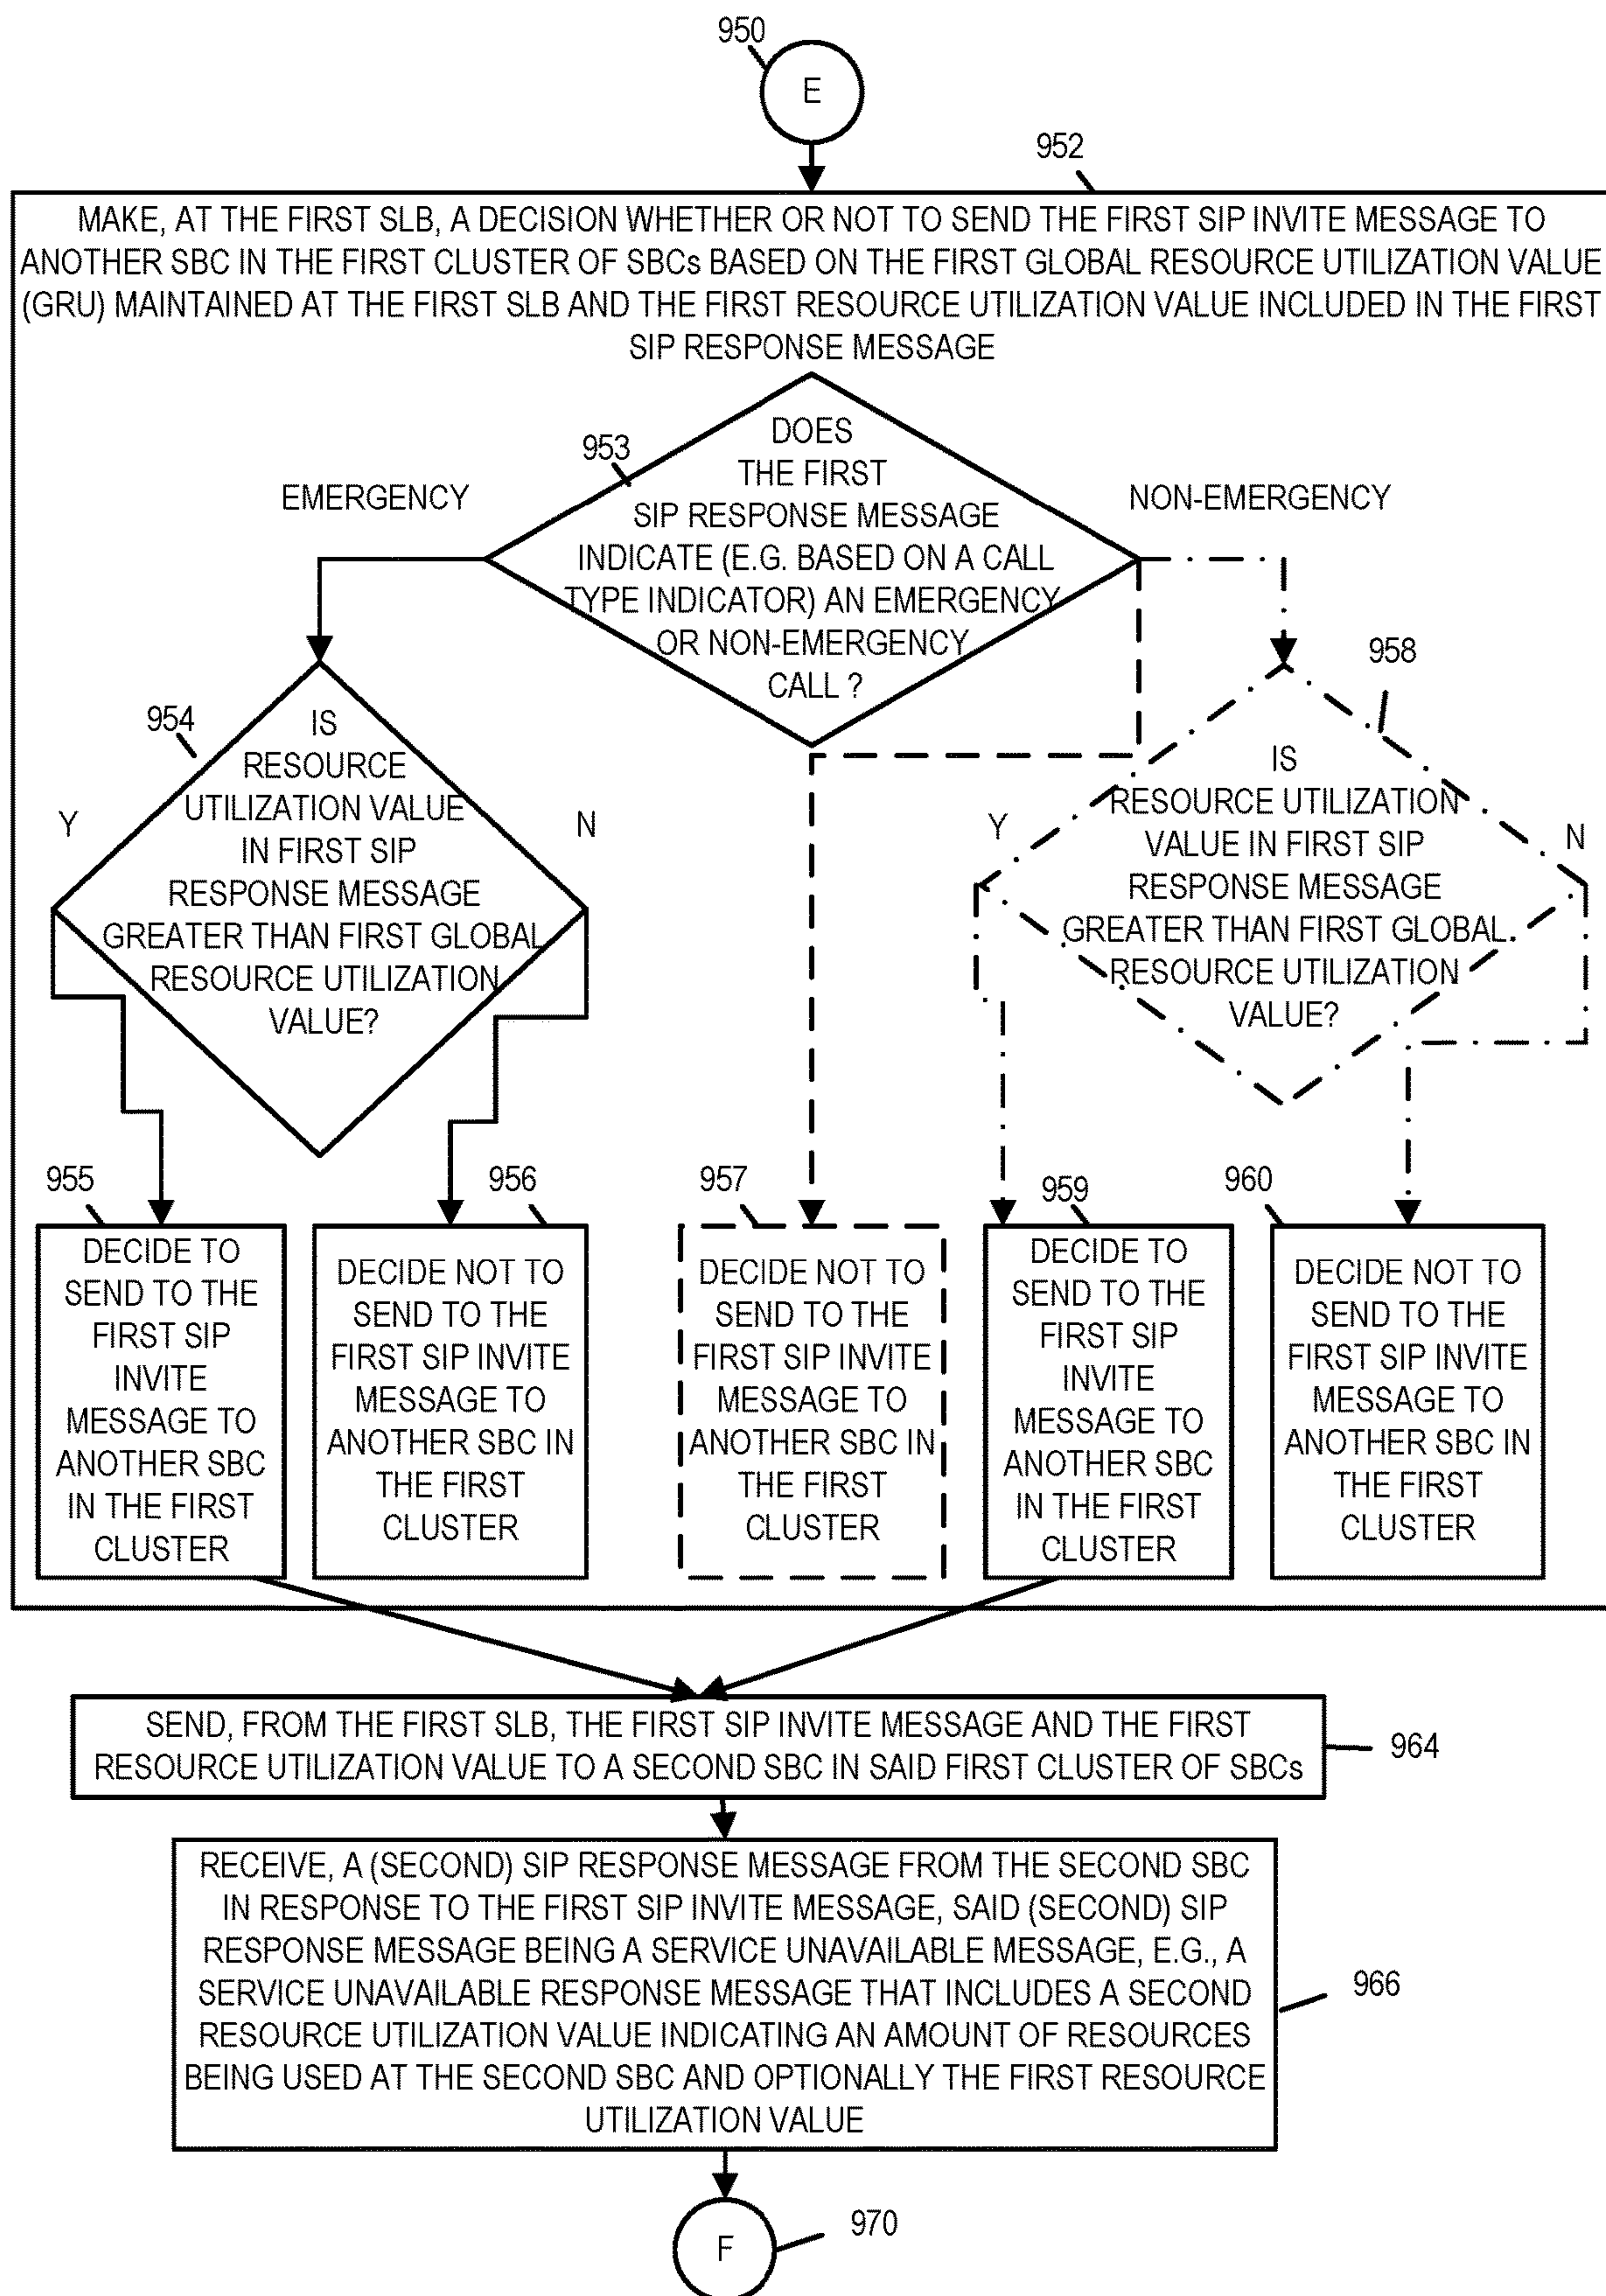 950
E
952
MAKE, AT THE FIRST SLB, A DECISION WHETHER OR NOT TO SEND THE FIRST SIP INVITE MESSAGE TO
ANOTHER SBC IN THE FIRST CLUSTER OF SBCs BASED ON THE FIRST GLOBAL RESOURCE UTILIZATION VALUE
(GRU) MAINTAINED AT THE FIRST SLB AND THE FIRST RESOURCE UTILIZATION VALUE INCLUDED IN THE FIRST
SIP RESPONSE MESSAGE
953
DOES
THE FIRST
SIP RESPONSE MESSAGE
INDICATE (E.G. BASED ON A CALL
TYPE INDICATOR) AN EMERGENCY
OR NON-EMERGENCY
CALL ?
EMERGENCY
NON-EMERGENCY
954
IS
RESOURCE
UTILIZATION VALUE
IN FIRST SIP
RESPONSE MESSAGE
GREATER THAN FIRST GLOBAL
RESOURCE UTILIZATION
VALUE?
Y
N
958
IS
RESOURCE UTILIZATION
VALUE IN FIRST SIP
RESPONSE MESSAGE
GREATER THAN FIRST GLOBAL
RESOURCE UTILIZATION
VALUE?
Y
N
955
DECIDE TO
SEND TO THE
FIRST SIP
INVITE
MESSAGE TO
ANOTHER SBC
IN THE FIRST
CLUSTER
956
DECIDE NOT TO
SEND TO THE
FIRST SIP INVITE
MESSAGE TO
ANOTHER SBC IN
THE FIRST
CLUSTER
957
DECIDE NOT TO
SEND TO THE
FIRST SIP INVITE
MESSAGE TO
ANOTHER SBC IN
THE FIRST
CLUSTER
959
DECIDE TO
SEND TO THE
FIRST SIP
INVITE
MESSAGE TO
ANOTHER SBC
IN THE FIRST
CLUSTER
960
DECIDE NOT TO
SEND TO THE
FIRST SIP INVITE
MESSAGE TO
ANOTHER SBC IN
THE FIRST
CLUSTER
SEND, FROM THE FIRST SLB, THE FIRST SIP INVITE MESSAGE AND THE FIRST
RESOURCE UTILIZATION VALUE TO A SECOND SBC IN SAID FIRST CLUSTER OF SBCs
964
RECEIVE, A (SECOND) SIP RESPONSE MESSAGE FROM THE SECOND SBC
IN RESPONSE TO THE FIRST SIP INVITE MESSAGE, SAID (SECOND) SIP
RESPONSE MESSAGE BEING A SERVICE UNAVAILABLE MESSAGE, E.G., A
SERVICE UNAVAILABLE RESPONSE MESSAGE THAT INCLUDES A SECOND
RESOURCE UTILIZATION VALUE INDICATING AN AMOUNT OF RESOURCES
BEING USED AT THE SECOND SBC AND OPTIONALLY THE FIRST RESOURCE
UTILIZATION VALUE
966
F
970